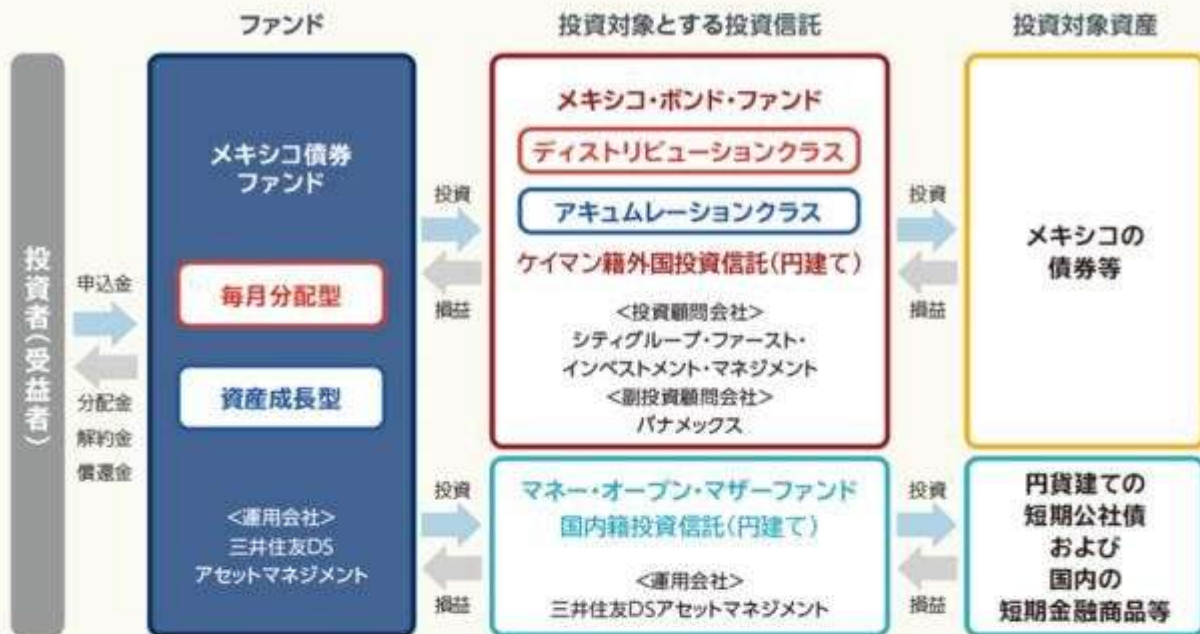 ファンド
投資対象とする投資信託
投資対象資産
投資者(受益者)
申込金
分配金
解約金
償還金
メキシコ債券
ファンド
毎月分配型
資産成長型
<運用会社>
三井住友DS
アセットマネジメント
投資
損益
メキシコ・ボンド・ファンド
ディストリビューションクラス
アキュムレーションクラス
ケイマン籍外国投資信託(円建て)
<投資顧問会社>
シティグループ・ファースト・
インベストメント・マネジメント
<副投資顧問会社>
バナメックス
投資
損益
メキシコの
債券等
投資
損益
マネー・オープン・マザーファンド
国内籍投資信託(円建て)
<運用会社>
三井住友DSアセットマネジメント
投資
損益
円貨建ての
短期公社債
および
国内の
短期金融商品等